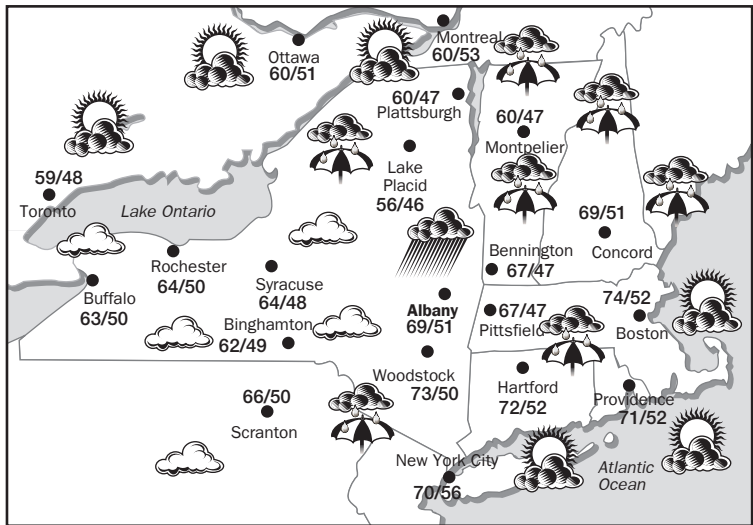 Montreal
60/53
Ottawa
60/51
60/47
Plattsburgh
60/47
Montpelier
Lake
Placid
56/46
59/48
Toronto
Lake Ontario
69/51
Concord
Rochester
64/50
Syracuse
64/48
Bennington
67/47
Buffalo
63/50
Albany
69/51
67/47
Pittsfield
74/52
Boston
Binghamton
62/49
Woodstock
73/50
Hartford
72/52
Providence
71/52
66/50
Scranton
New York City
70/56
Atlantic
Ocean